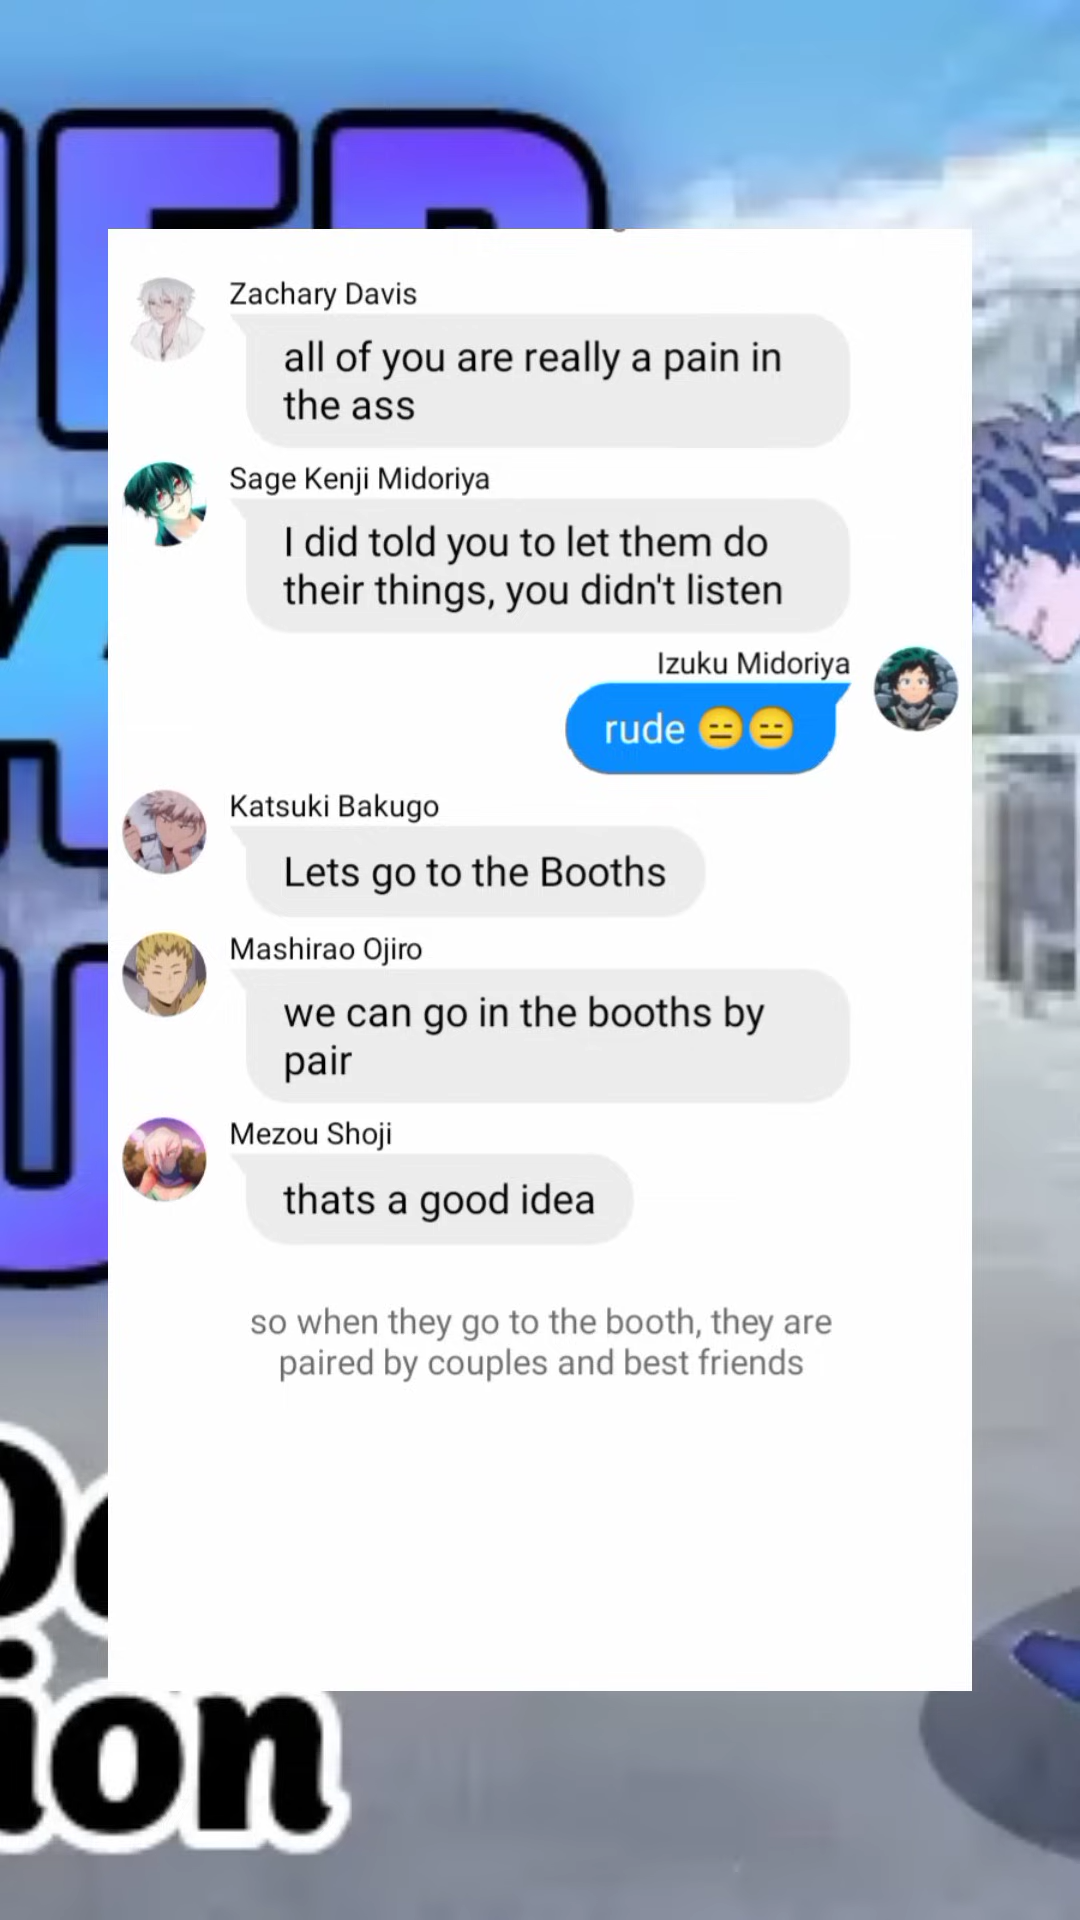 Zachary Davis
all of you are really a pain in
the ass
Sage Kenji Midoriya
I did told you to let them do
their things, you didn't listen
Izuku Midoriya
rude 😑😑
Katsuki Bakugo
Lets go to the Booths
Mashirao Ojiro
we can go in the booths by
pair
Mezou Shoji
thats a good idea
so when they go to the booth, they are
paired by couples and best friends
ion